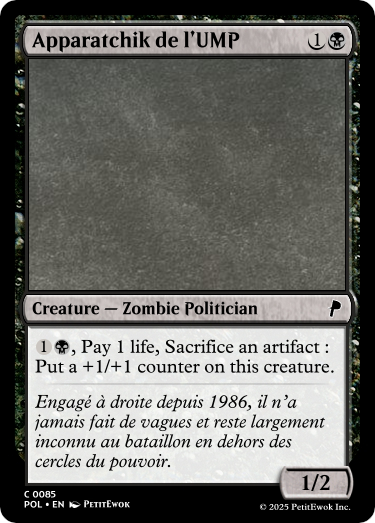 Apparatchik de l'UMP 1
Creature — Zombie Politician
1, Pay 1 life, Sacrifice an artifact :
Put a +1/+1 counter on this creature.
Engagé à droite depuis 1986, il n'a
jamais fait de vagues et reste largement
inconnu au bataillon en dehors des
cercles du pouvoir.
1/2
C 0085
POL • EN PetitEwok
© 2025 PetitEwok Inc.